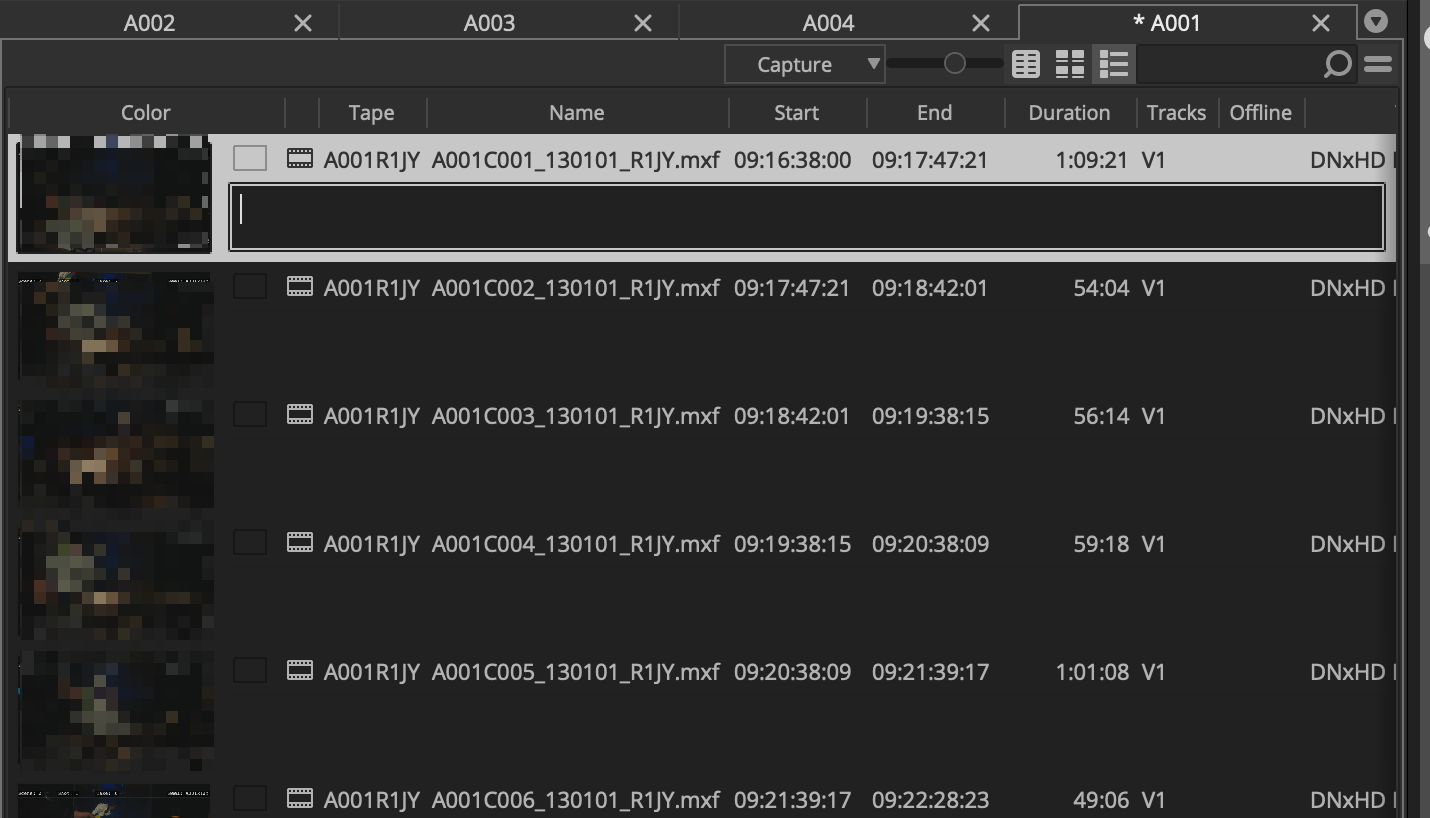 A002 A003 A004 * A001
Capture
Color Tape Name Start End Duration Tracks Offline
A001R1JY A001C001_130101_R1JY.mxf 09:16:38:00 09:17:47:21 1:09:21 V1 DNxHD
A001R1JY A001C002_130101_R1JY.mxf 09:17:47:21 09:18:42:01 54:04 V1 DNxHD
A001R1JY A001C003_130101_R1JY.mxf 09:18:42:01 09:19:38:15 56:14 V1 DNxHD
A001R1JY A001C004_130101_R1JY.mxf 09:19:38:15 09:20:38:09 59:18 V1 DNxHD
A001R1JY A001C005_130101_R1JY.mxf 09:20:38:09 09:21:39:17 1:01:08 V1 DNxHD
A001R1JY A001C006_130101_R1JY.mxf 09:21:39:17 09:22:28:23 49:06 V1 DNxHD